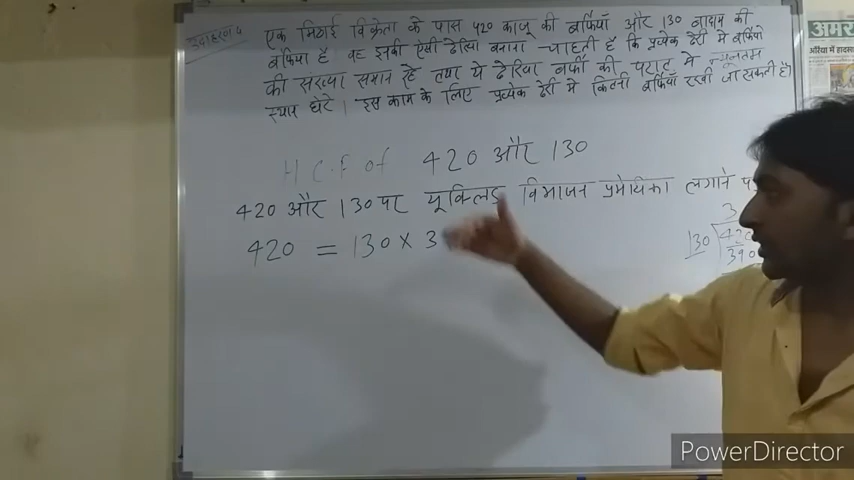 उदाहरण 4
एक मिठाई विक्रेता के पास 420 काजू की बर्फियाँ और 130 बादाम की
बर्फियां हैं वह इनकी ऐसी ढेरियां बनाना चाहती है कि प्रत्येक ढेरी में बर्फियों
की संख्या समान रहे तथा ये ढेरियां बर्फी की परात में न्यूनतम
स्थान घेरे। इस काम के लिए प्रत्येक ढेरी में कितनी बर्फियाँ रखी जा सकती हैं?
H.C.F of 420 और 130
420 और 130 पर यूक्लिड विभाजन प्रमेयिका लगाने
420 = 130 × 3
3
130 420
390
अमर
PowerDirector